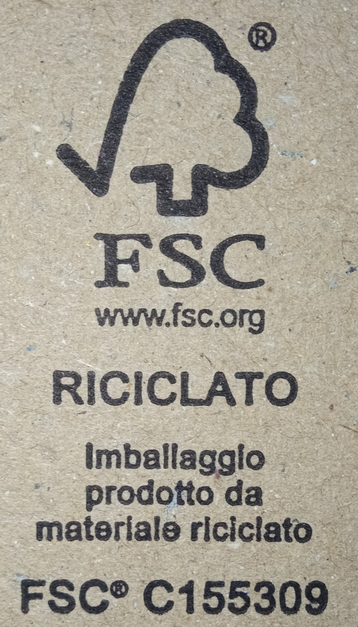 ®
FSC
www.fsc.org
RICICLATO
Imballaggio
prodotto da
materiale riciclato
FSC® C155309